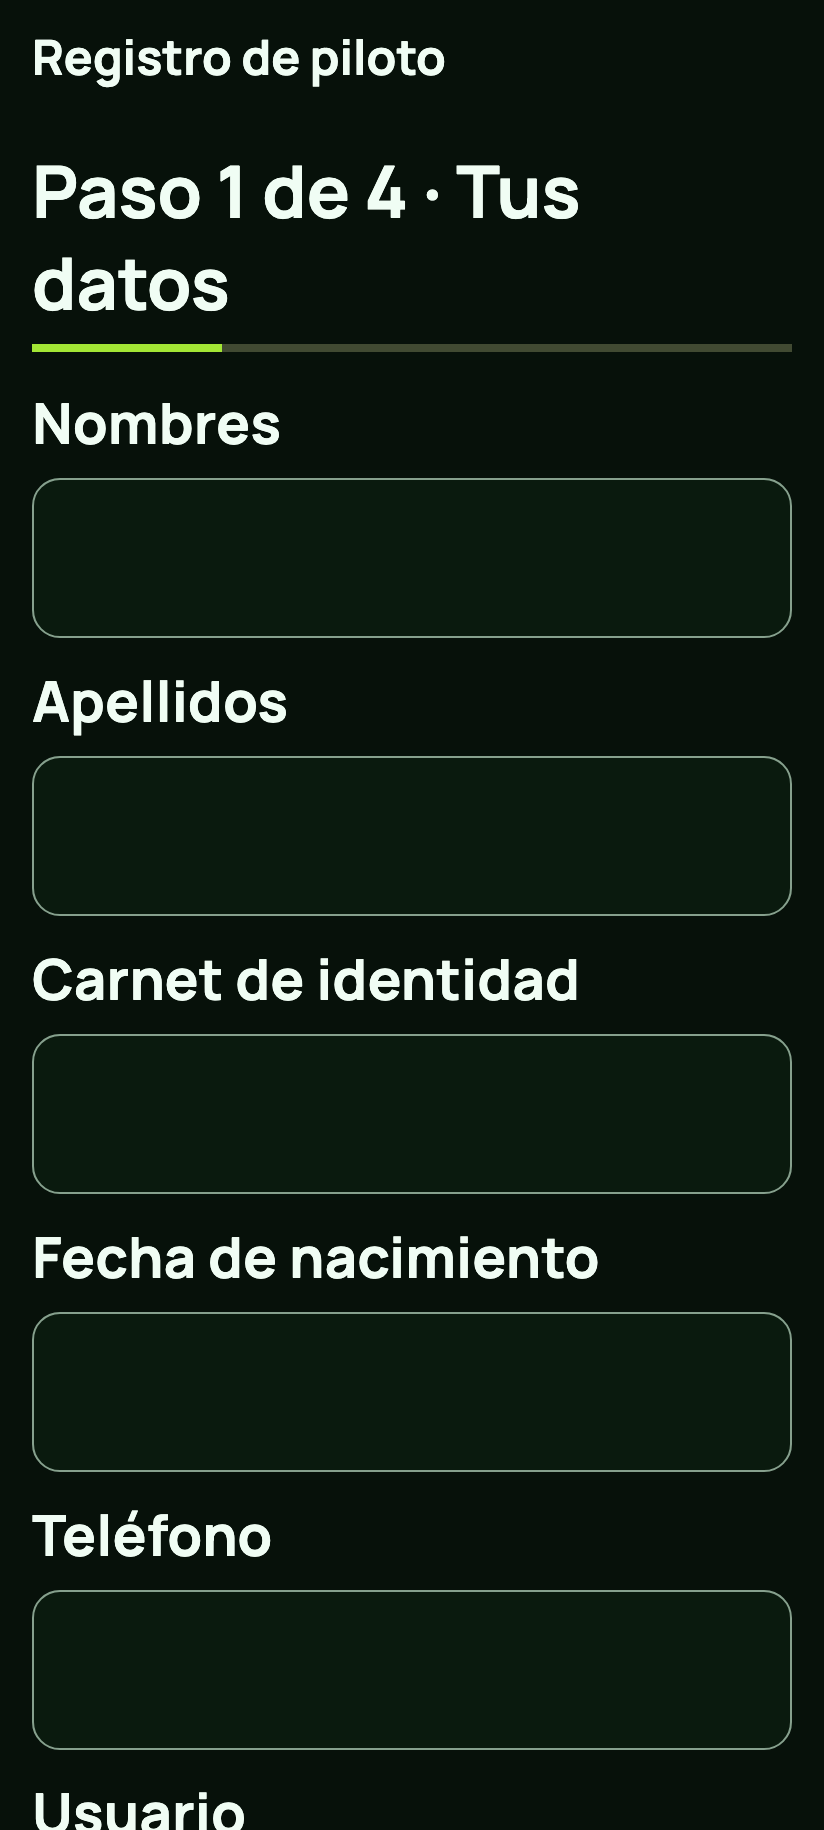 Registro de piloto
Paso 1 de 4 · Tus
datos
Nombres
Apellidos
Carnet de identidad
Fecha de nacimiento
Teléfono
Usuario